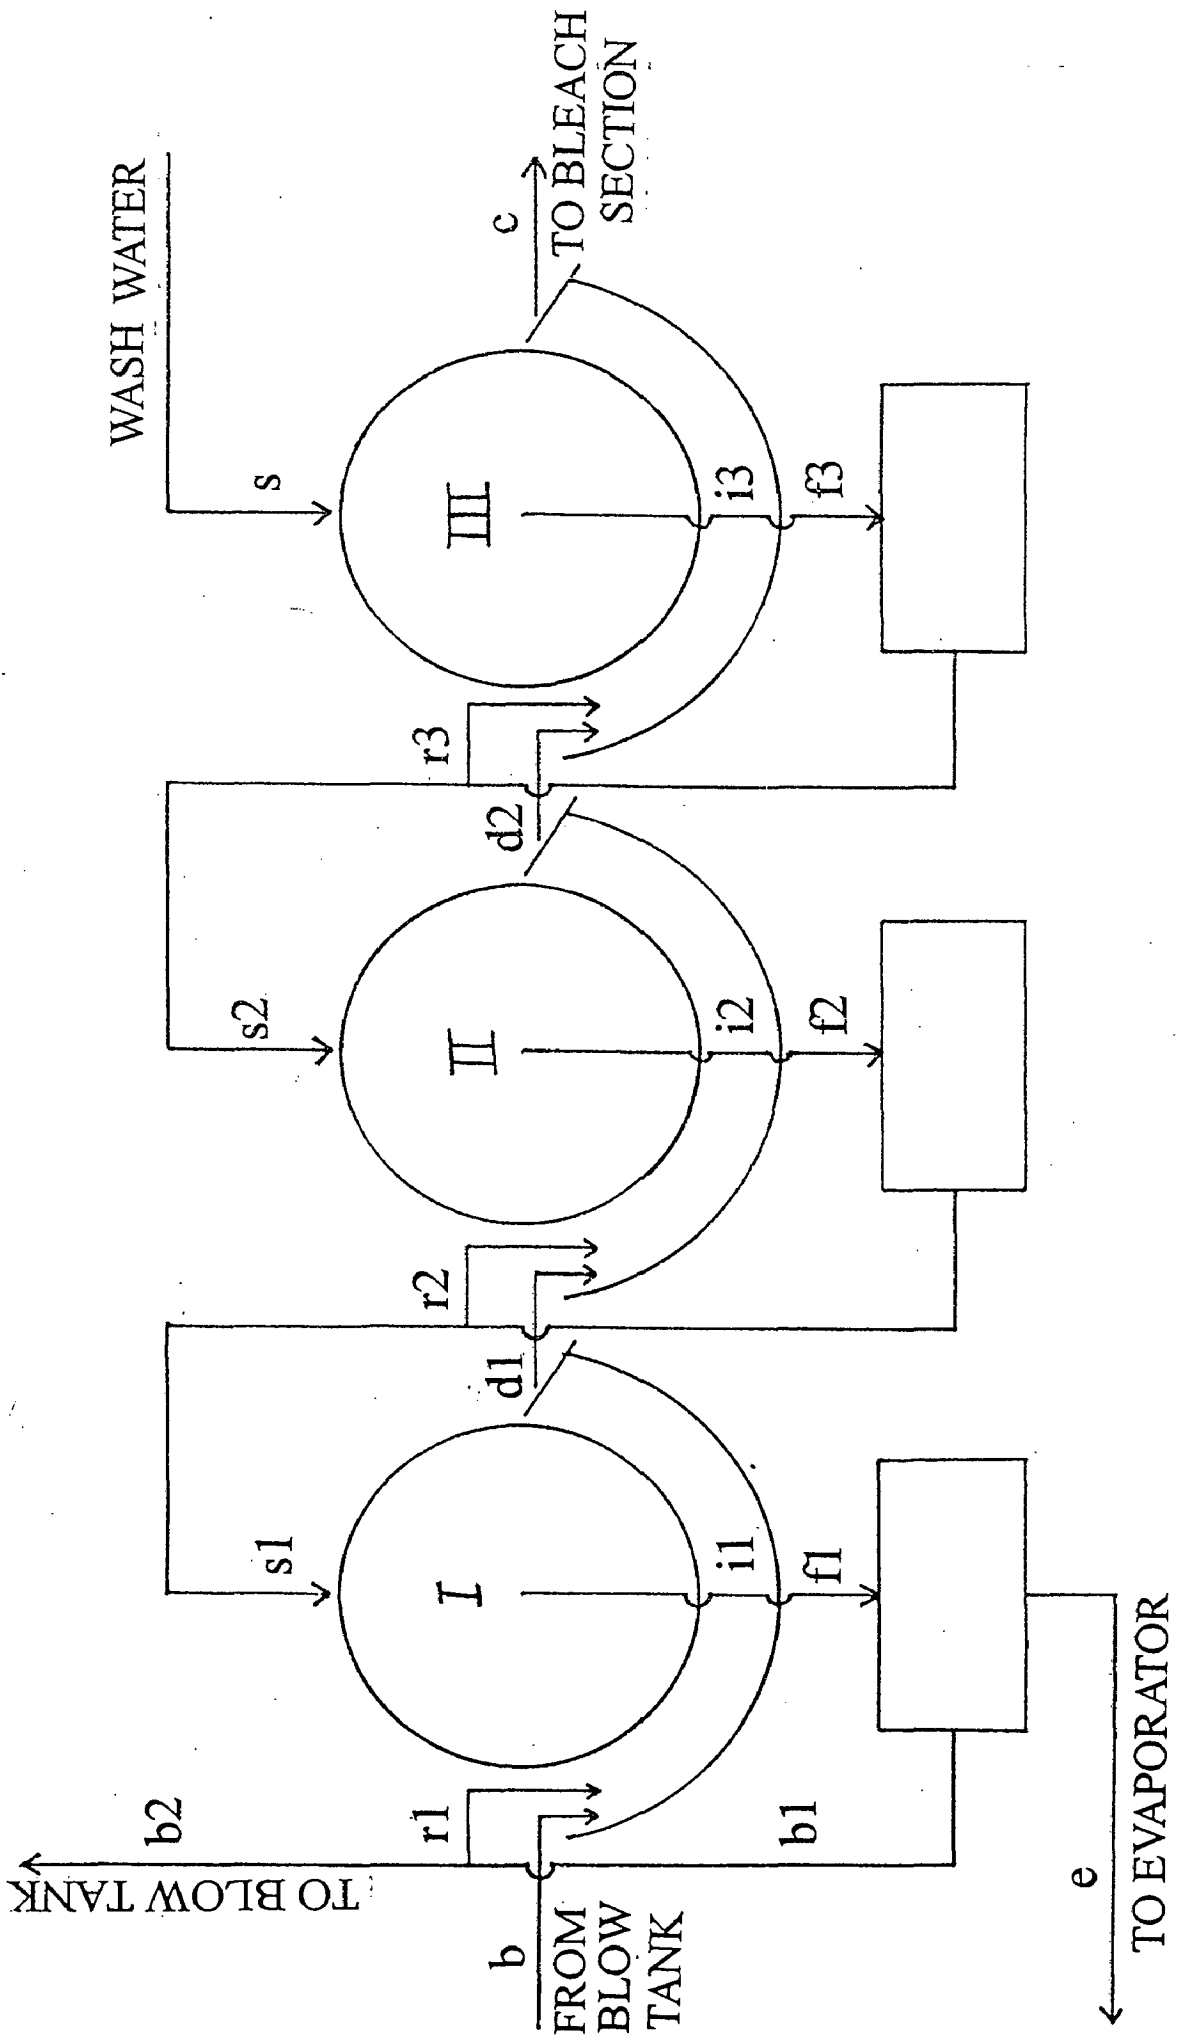 WASH WATER
s
s2
s1
b2
TO BLOW TANK
III
II
I
r3
r2
r1
c
TO BLEACH
SECTION
d2
d1
b
FROM
BLOW
TANK
i3
i2
i1
f3
f2
f1
b1
e
TO EVAPORATOR